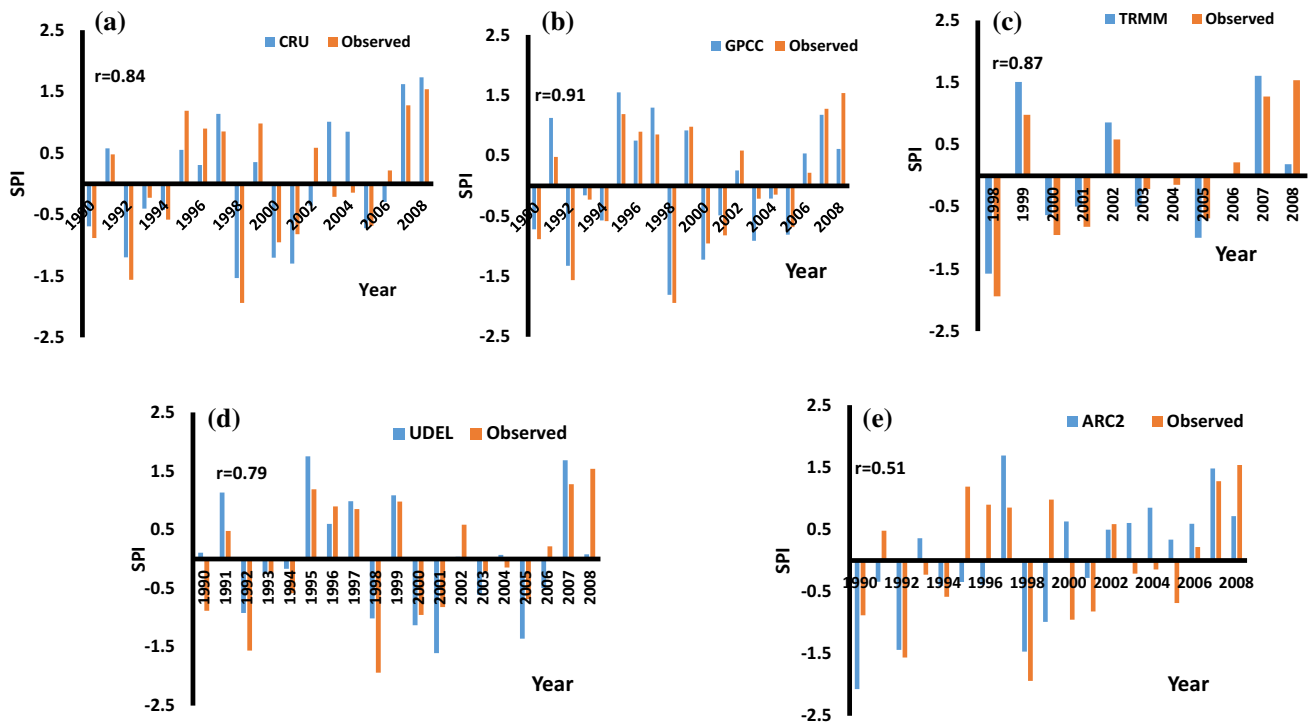 (a)
2.5
CRU Observed
1.5
r=0.84
0.5
SPI
-0.5
1990 1992 1994 1996 1998 2000 2002 2004 2006 2008
-1.5
Year
-2.5
(b)
2.5
GPCC Observed
1.5
r=0.91
0.5
SPI
-0.5
1990 1992 1994 1996 1998 2000 2002 2004 2006 2008
-1.5
Year
-2.5
(c)
2.5
TRMM Observed
1.5
r=0.87
0.5
SPI
-0.5
1998 1999 2000 2001 2002 2003 2004 2005 2006 2007 2008
Year
-1.5
-2.5
(d)
2.5
UDEL Observed
1.5
r=0.79
0.5
SPI
-0.5
1990 1991 1992 1993 1994 1995 1996 1997 1998 1999 2000 2001 2002 2003 2004 2005 2006 2007 2008
-1.5
Year
-2.5
(e)
2.5
ARC2 Observed
1.5
r=0.51
0.5
SPI
-0.5
1990 1992 1994 1996 1998 2000 2002 2004 2006 2008
-1.5
Year
-2.5